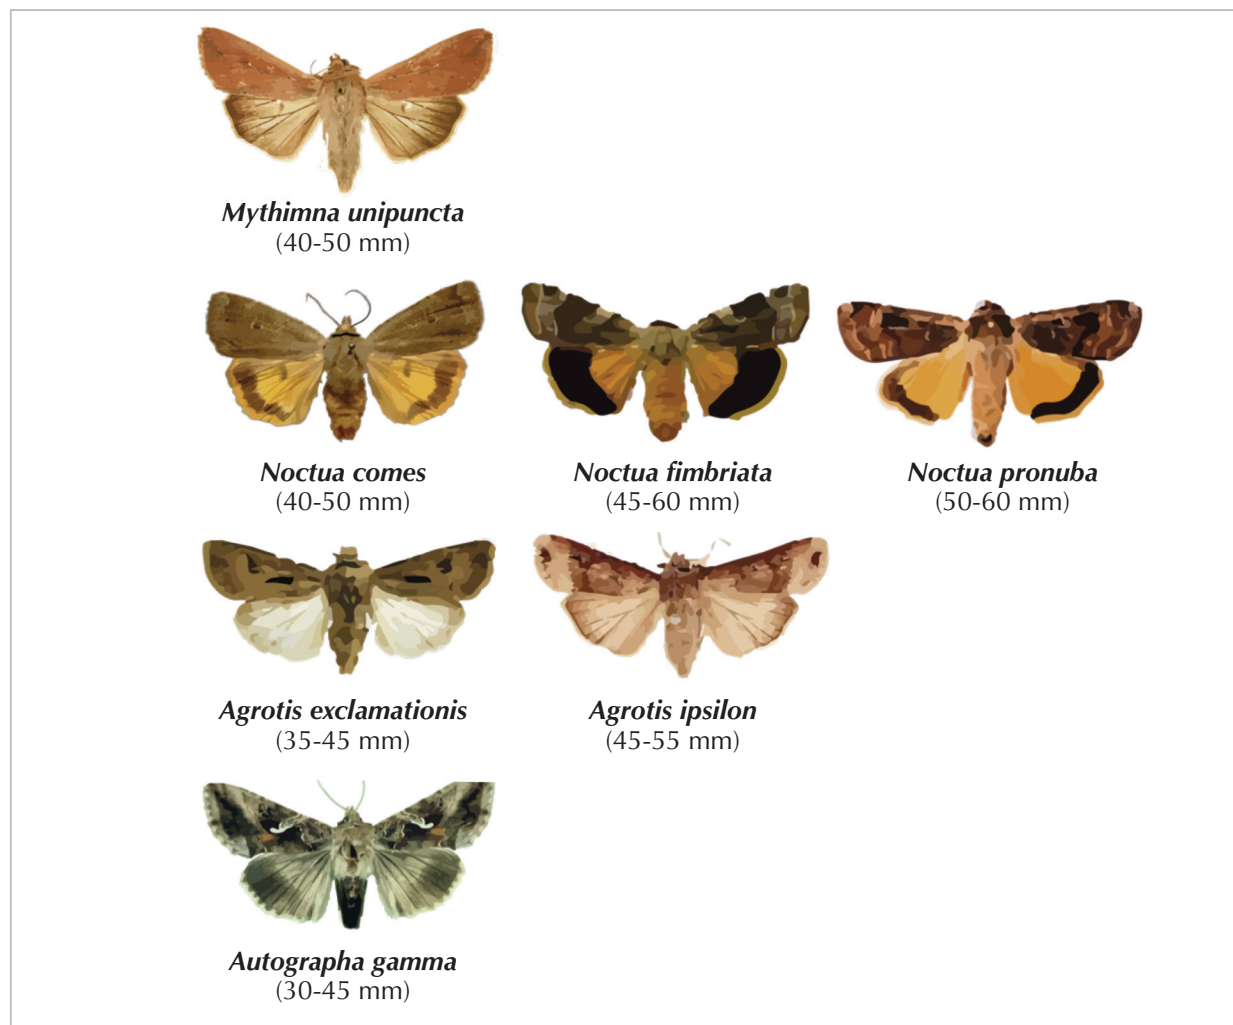 Mythimna unipuncta
(40-50 mm)
Noctua comes
(40-50 mm)
Noctua fimbriata
(45-60 mm)
Noctua pronuba
(50-60 mm)
Agrotis exclamationis
(35-45 mm)
Agrotis ipsilon
(45-55 mm)
Autographa gamma
(30-45 mm)